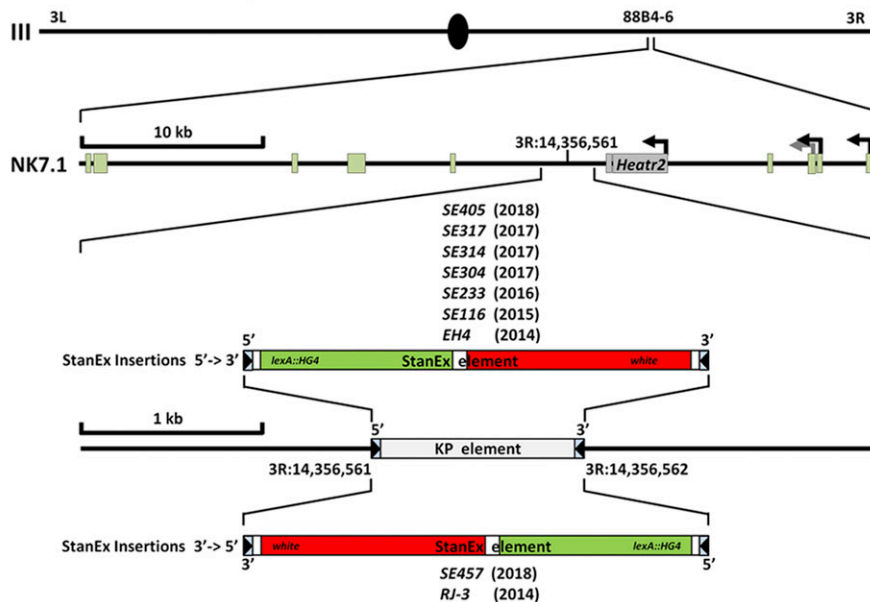 3L 88B4-6 3R
III
10 kb 3R:14,356,561
NK7.1 Heatr2
SE405 (2018)
SE317 (2017)
SE314 (2017)
SE304 (2017)
SE233 (2016)
SE116 (2015)
EH4 (2014)
5’ 3’
StanEx Insertions 5’-> 3’ lexA::HG4 StanEx element white
1 kb 5’ 3’
KP element
3R:14,356,561 3R:14,356,562
StanEx Insertions 3’-> 5’ white StanEx element lexA::HG4
3’ 5’
SE457 (2018)
RJ-3 (2014)